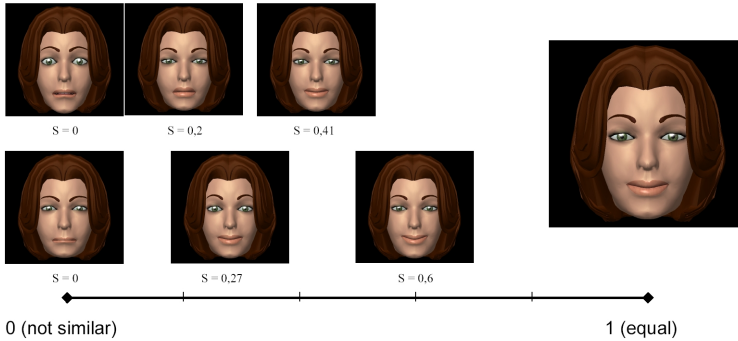 S = 0
S = 0,2
S = 0,41
S = 0
S = 0,27
S = 0,6
0 (not similar)
1 (equal)